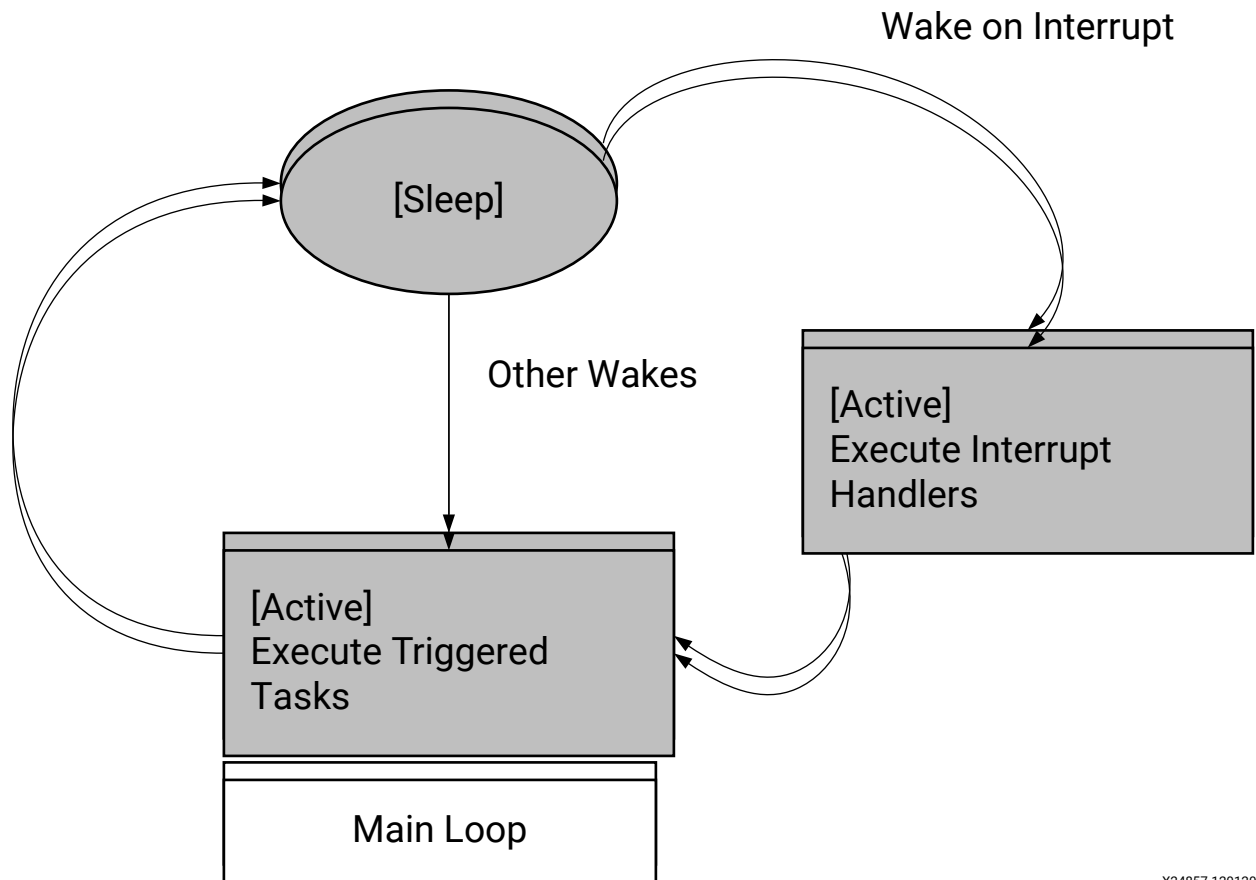 Wake on Interrupt
[Sleep]
Other Wakes
[Active]
Execute Interrupt
Handlers
[Active]
Execute Triggered
Tasks
Main Loop